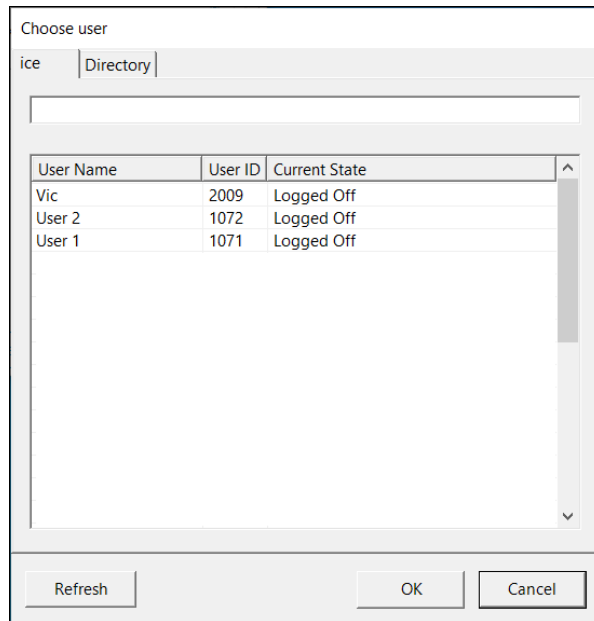 Choose user
ice Directory
User Name User ID Current State
Vic 2009 Logged Off
User 2 1072 Logged Off
User 1 1071 Logged Off
Refresh OK Cancel